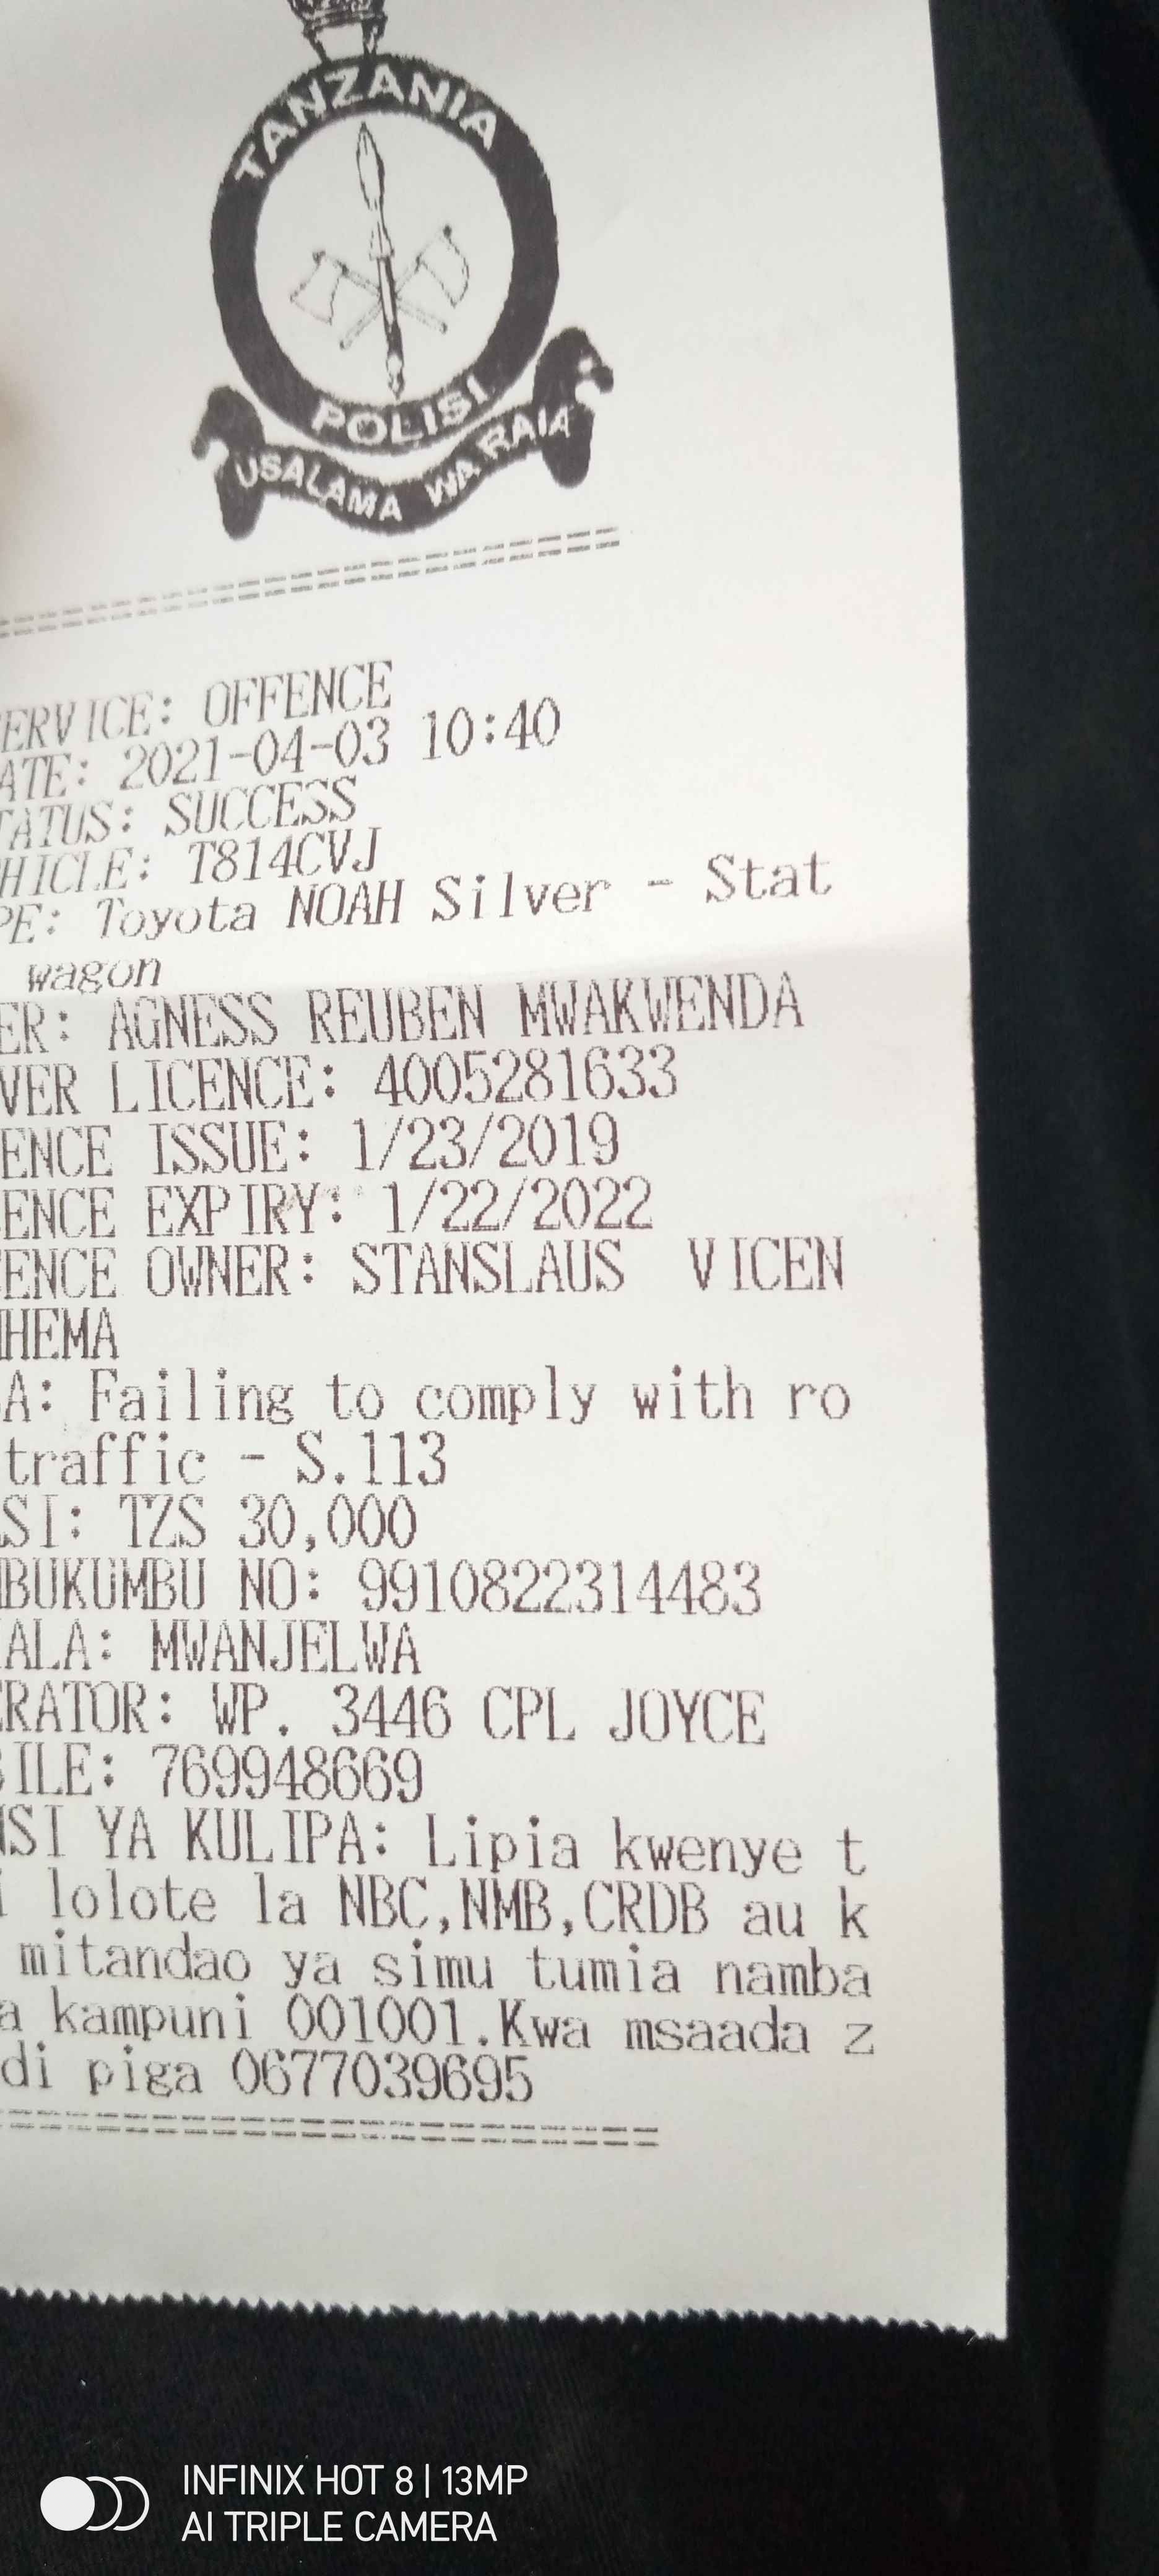 TANZANIA
POLISI
USALAMA WA RAIA
ERVICE: OFFENCE
ATE: 2021-04-03 10:40
TATUS: SUCCESS
HICLE: T814CVJ
PE: Toyota NOAH Silver - Stat
wagon
ER: AGNESS REUBEN MWAKWENDA
VER LICENCE: 4005281633
ENCE ISSUE: 1/23/2019
ENCE EXPIRY: 1/22/2022
ENCE OWNER: STANSLAUS VICEN
HEMA
A: Failing to comply with ro
traffic - S.113
SI: TZS 30,000
BUKUMBU NO: 9910822314483
ALA: MWANJELWA
ERATOR: WP. 3446 CPL JOYCE
BILE: 769948669
NSI YA KULIPA: Lipia kwenye t
i lolote la NBC,NMB,CRDB au k
mitandao ya simu tumia namba
a kampuni 001001.Kwa msaada z
di piga 0677039695
INFINIX HOT 8 | 13MP
AI TRIPLE CAMERA